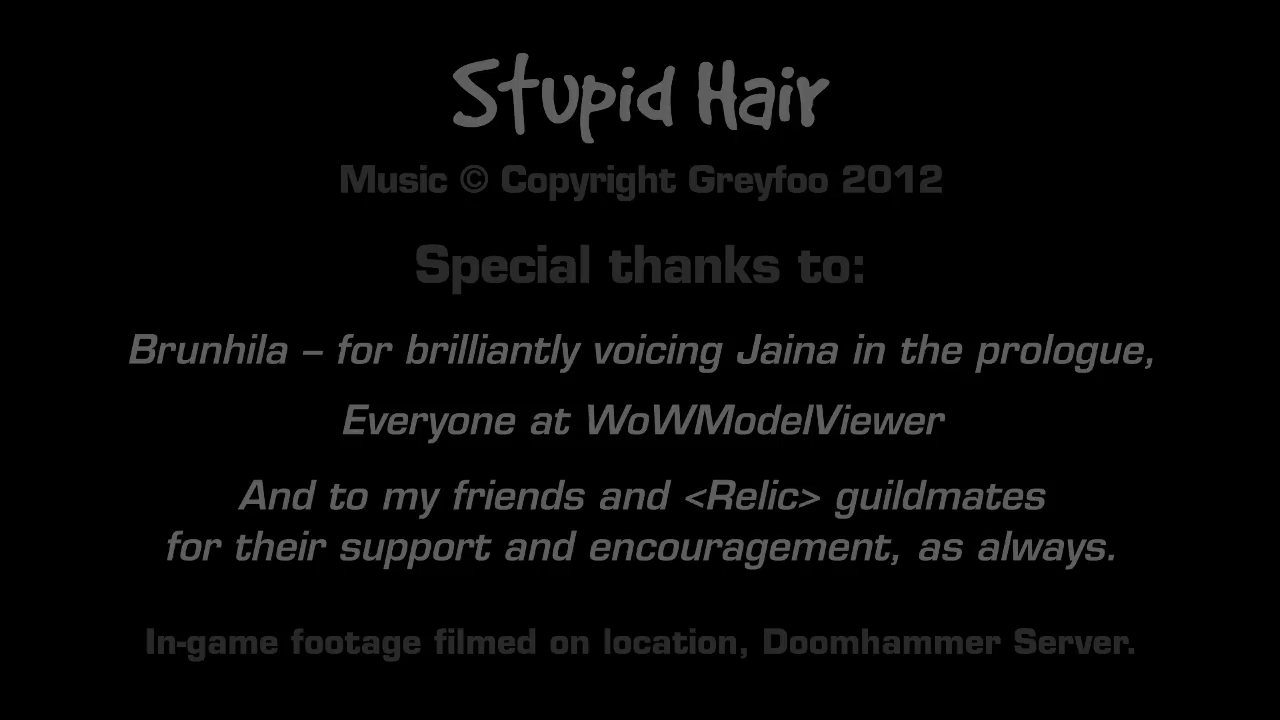 Stupid Hair
Music © Copyright Greyfoo 2012
Special thanks to:
Brunhila – for brilliantly voicing Jaina in the prologue,
Everyone at WoWModelViewer
And to my friends and <Relic> guildmates
for their support and encouragement, as always.
In-game footage filmed on location, Doomhammer Server.